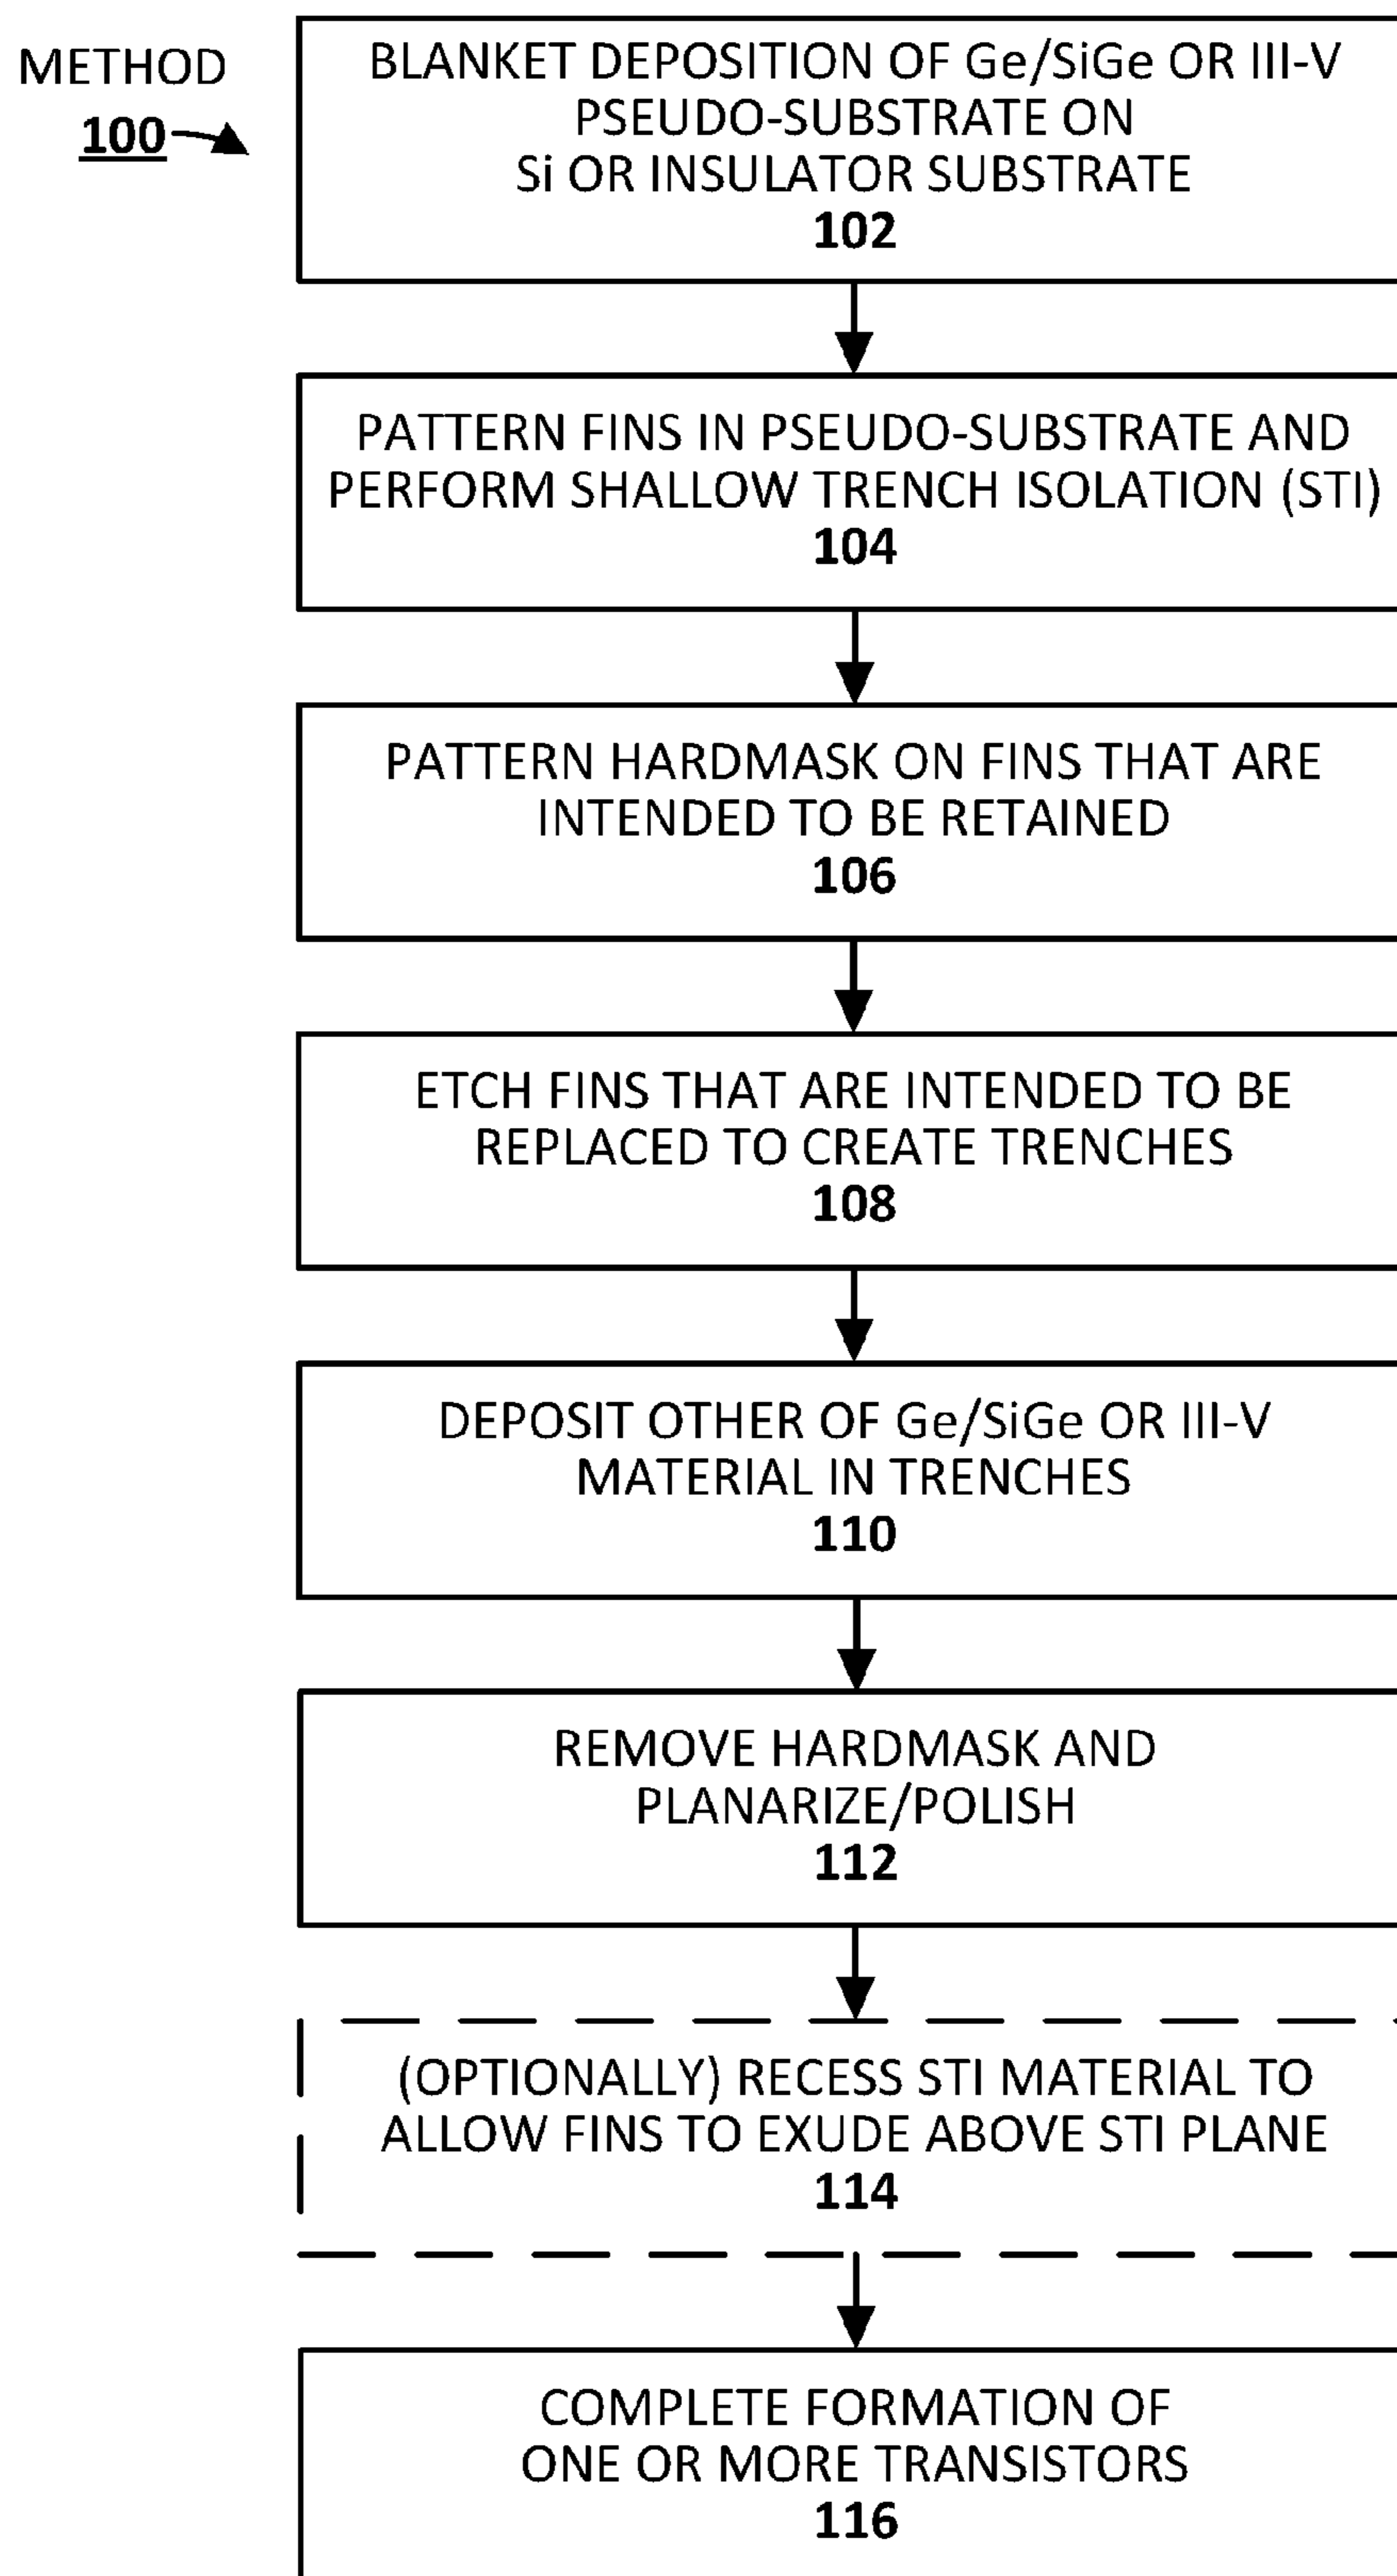 METHOD
100
BLANKET DEPOSITION OF Ge/SiGe OR III-V
PSEUDO-SUBSTRATE ON
Si OR INSULATOR SUBSTRATE
102
PATTERN FINS IN PSEUDO-SUBSTRATE AND
PERFORM SHALLOW TRENCH ISOLATION (STI)
104
PATTERN HARDMASK ON FINS THAT ARE
INTENDED TO BE RETAINED
106
ETCH FINS THAT ARE INTENDED TO BE
REPLACED TO CREATE TRENCHES
108
DEPOSIT OTHER OF Ge/SiGe OR III-V
MATERIAL IN TRENCHES
110
REMOVE HARDMASK AND
PLANARIZE/POLISH
112
(OPTIONALLY) RECESS STI MATERIAL TO
ALLOW FINS TO EXUDE ABOVE STI PLANE
114
COMPLETE FORMATION OF
ONE OR MORE TRANSISTORS
116